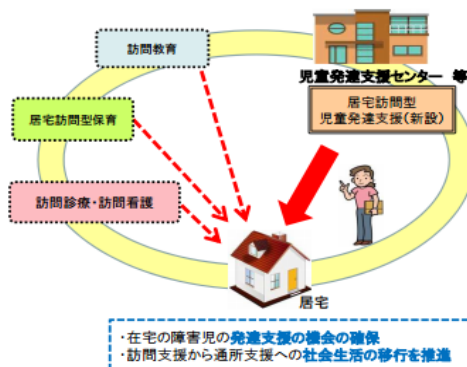 訪問教育
児童発達支援センター 等
居宅訪問型
児童発達支援(新設)
居宅訪問型保育
訪問診療・訪問看護
居宅
・在宅の障害児の発達支援の機会の確保
・訪問支援から通所支援への社会生活の移行を推進